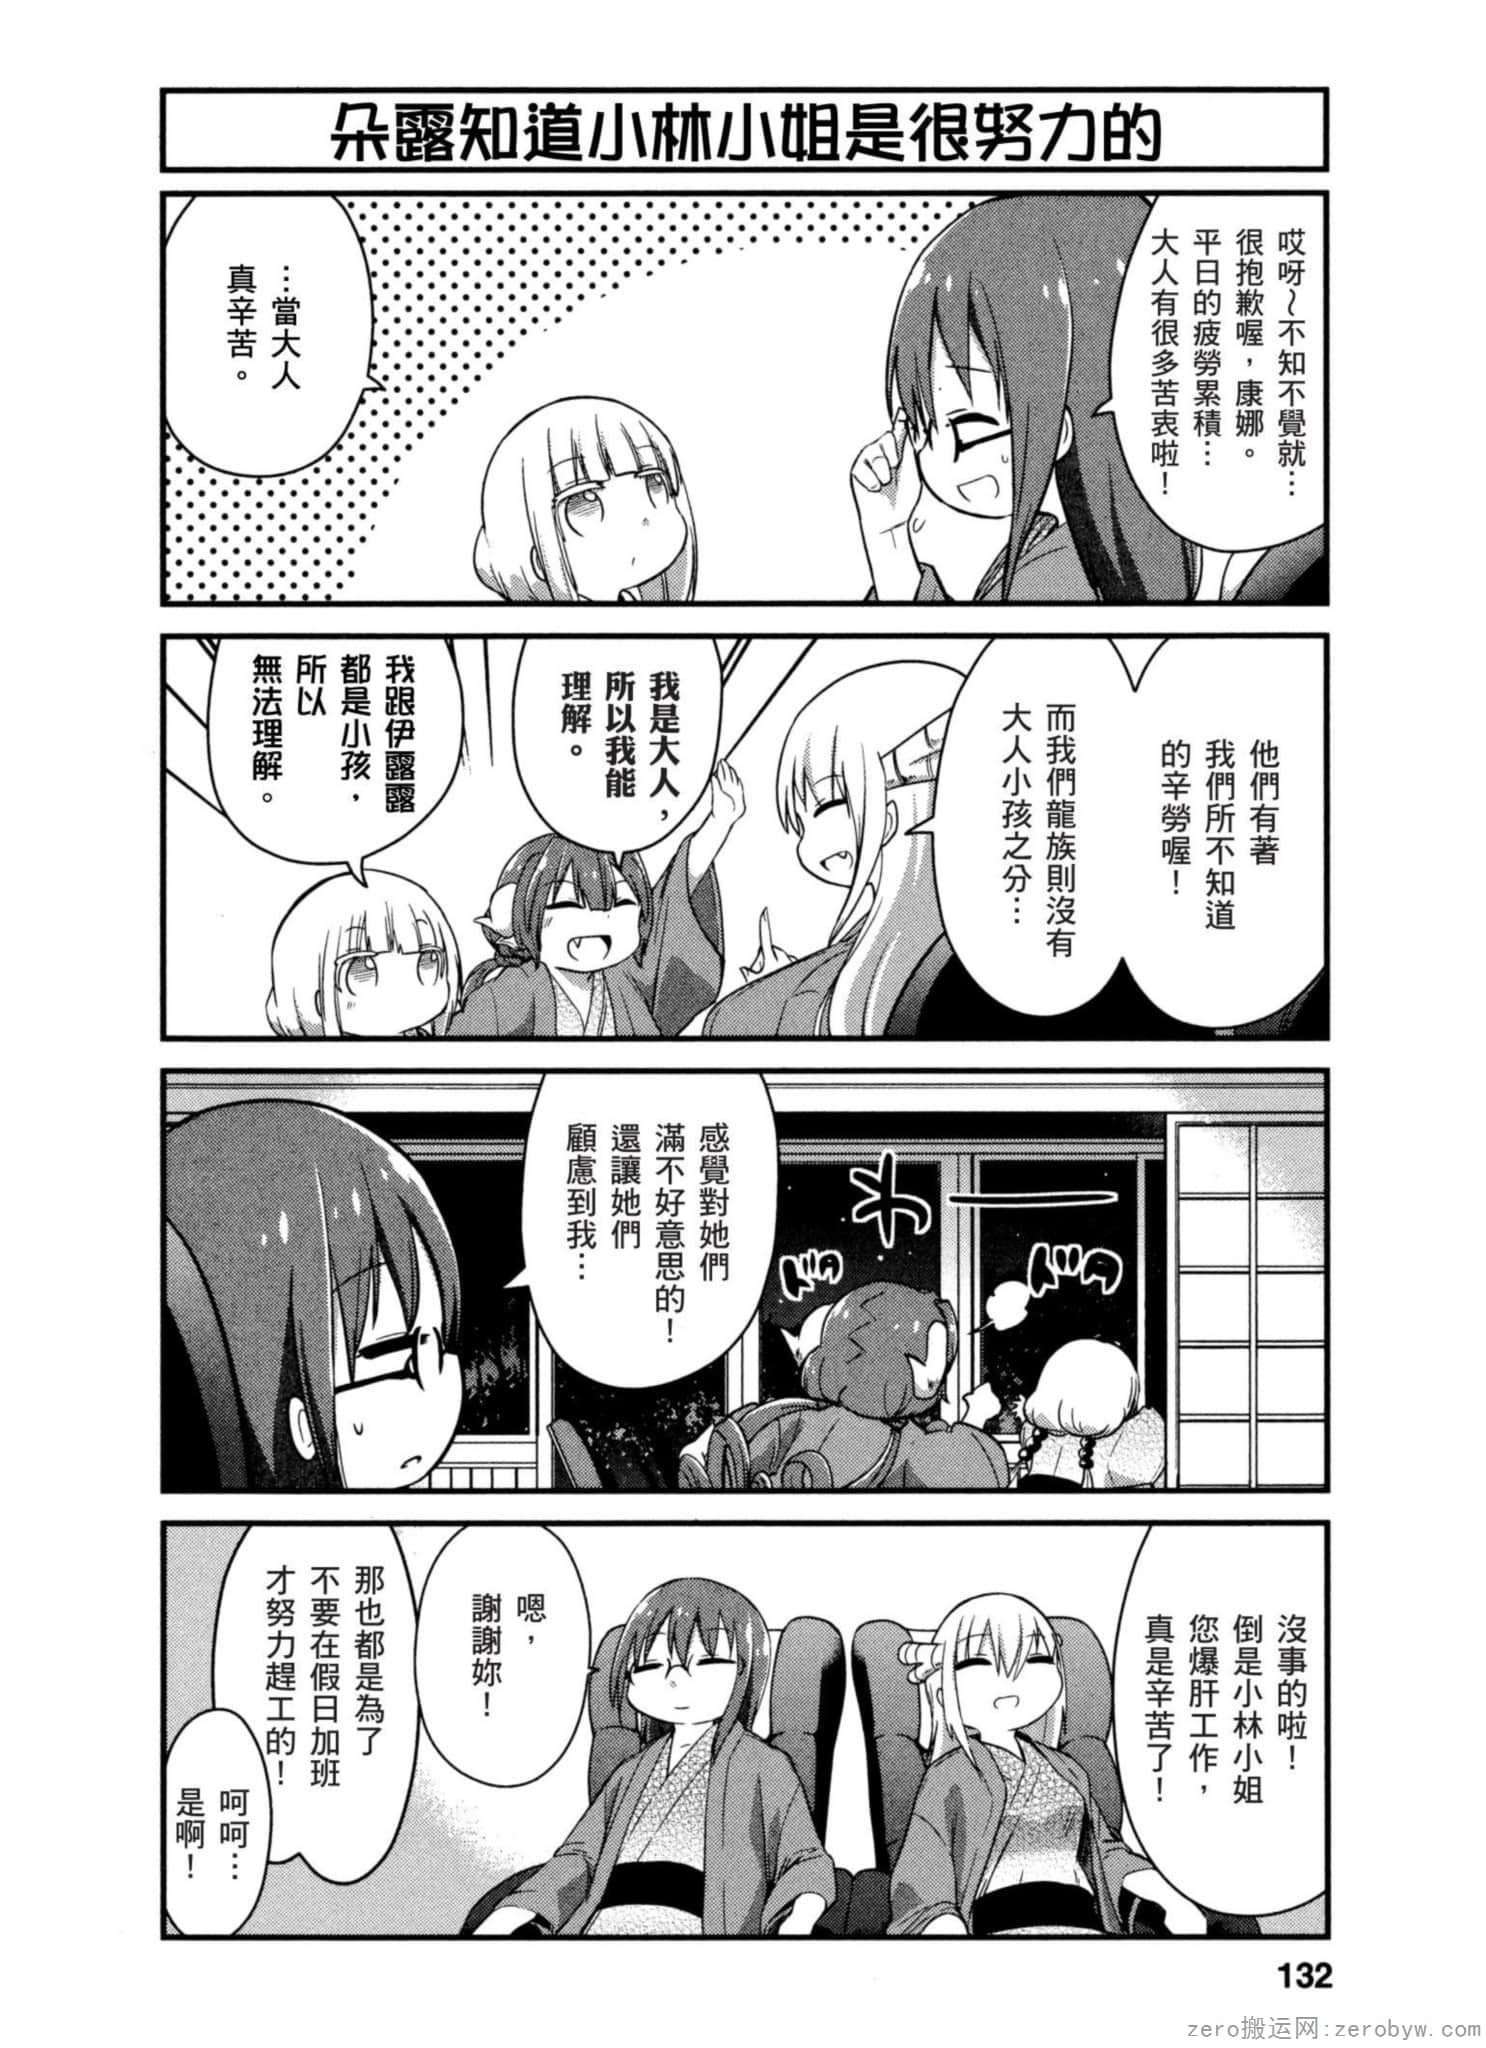 朵露知道小林小姐是很努力的
哎呀～不知不覺就…
很抱歉喔，康娜。
平日的疲勞累積…
大人有很多苦衷啦！
…當大人
真辛苦。
他們有著
我們所不知道
的辛勞喔！
而我們龍族則沒有
大人小孩之分…
我是大人，
所以我能
理解。
我跟伊露露
都是小孩，
所以
無法理解。
わー
ドタ
ドタ
感覺對她們
滿不好意思的！
還讓她們
顧慮到我…
沒事的啦！
倒是小林小姐
您爆肝工作，
真是辛苦了！
嗯，
謝謝妳！
那也都是為了
不要在假日加班
才努力趕工的！
呵呵…
是啊！
132
zero搬运网:zerobyw.com